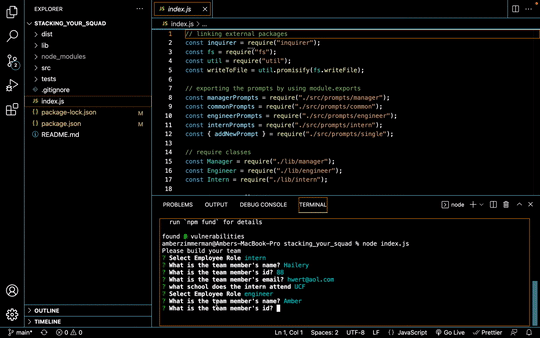 EXPLORER
STACKING_YOUR_SQUAD
dist
lib
node_modules
src
tests
.gitignore
index.js
package-lock.json M
package.json M
README.md
OUTLINE
TIMELINE
index.js
index.js > ...
1 // linking external packages
2 const inquirer = require("inquirer");
3 const fs = require("fs");
4 const util = require("util");
5 const writeToFile = util.promisify(fs.writeFile);
6
7 // exporting the prompts by using module.exports
8 const managerPrompts = require("./src/prompts/manager");
9 const commonPrompts = require("./src/prompts/common");
10 const engineerPrompts = require("./src/prompts/engineer");
11 const internPrompts = require("./src/prompts/intern");
12 const { addNewPrompt } = require("./src/prompts/single");
13
14 // require classes
15 const Manager = require("./lib/manager");
16 const Engineer = require("./lib/engineer");
17 const Intern = require("./lib/intern");
18
PROBLEMS OUTPUT DEBUG CONSOLE TERMINAL node
run `npm fund` for details
found 0 vulnerabilities
amberzimmerman@Ambers-MacBook-Pro stacking_your_squad % node index.js
Please build your team
? Select Employee Role intern
? What is the team member's name? Mailery
? What is the team member's id? BB
? What is the team member's email? hwert@aol.com
? what school does the intern attend UCF
? Select Employee Role engineer
? What is the team member's name? Amber
? What is the team member's id?
main* 0 0 Ln 1, Col 1 Spaces: 2 UTF-8 LF {} JavaScript Go Live Prettier